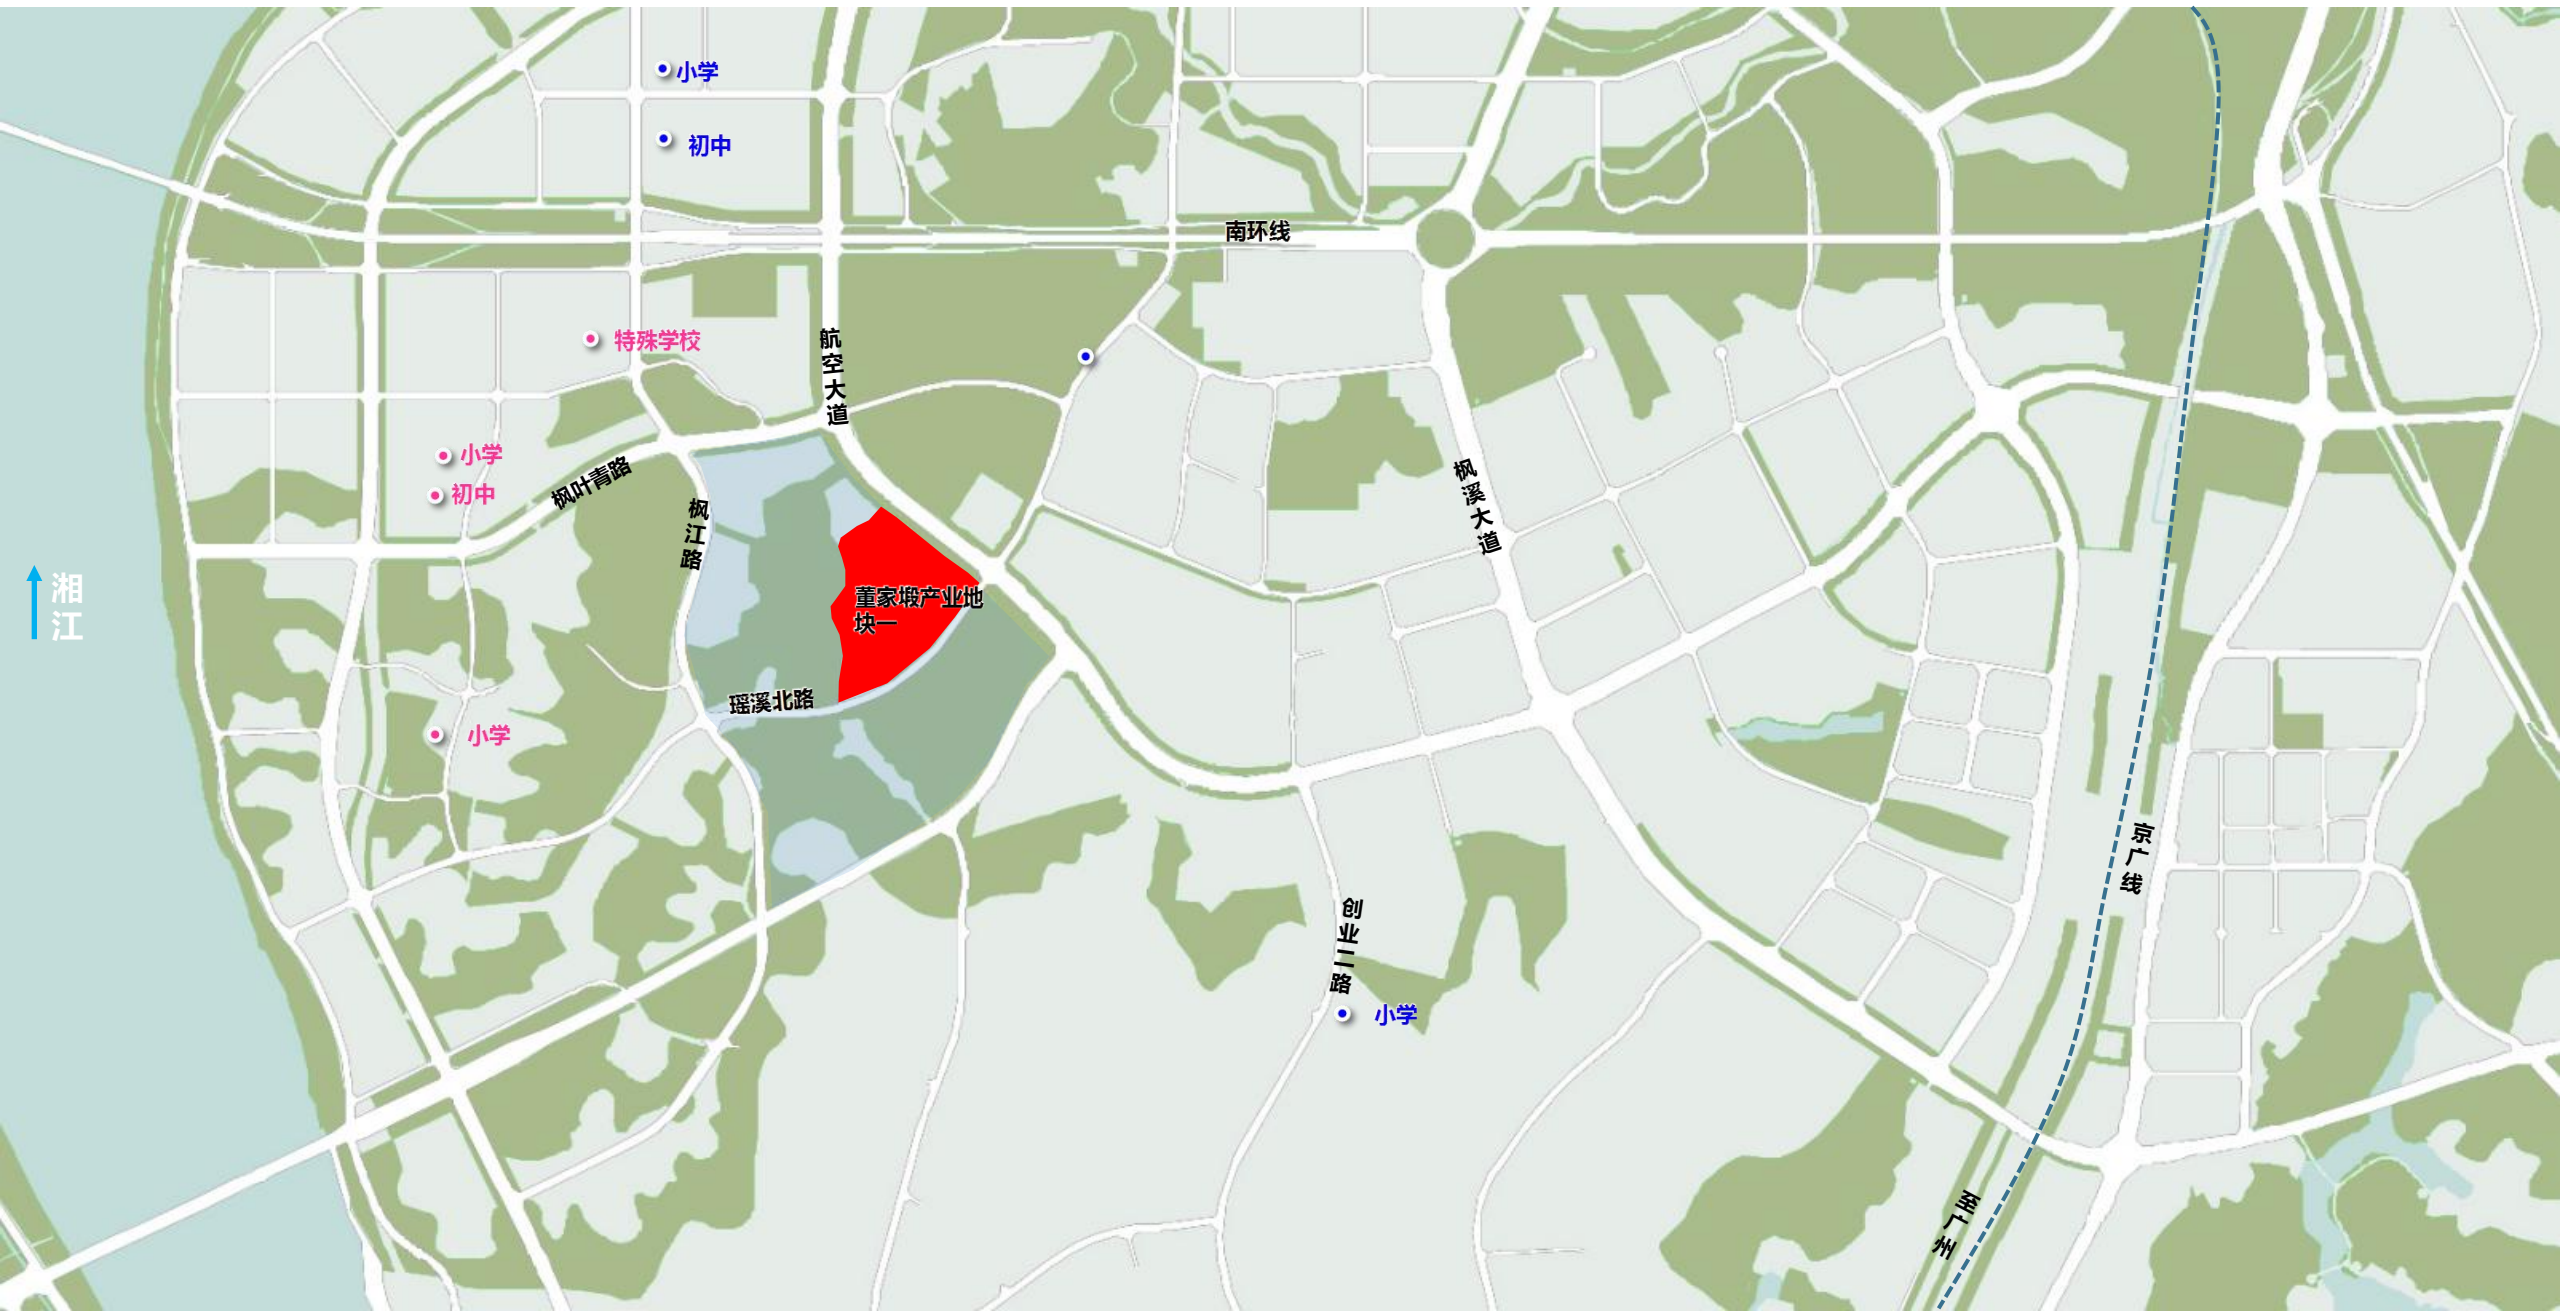 小学
初中
南环线
特殊学校
航空大道
小学
初中
枫叶青路
枫江路
枫溪大道
湘江
董家塅产业地
块一
瑶溪北路
小学
京广线
创业二路
小学
至广州